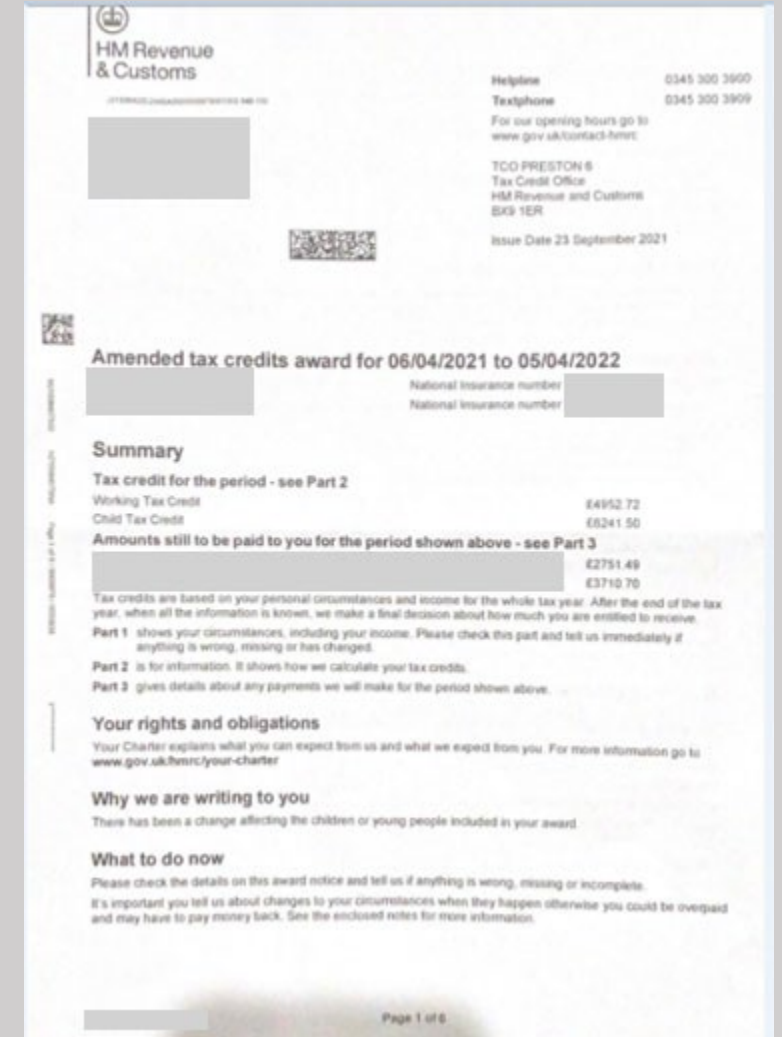 HM Revenue
& Customs
Helpline 0345 300 3900
Textphone 0345 300 3909
For our opening hours go to
www.gov.uk/contact-hmrc
TCO PRESTON 6
Tax Credit Office
HM Revenue and Customs
BX9 1ER
Issue Date 23 September 2021
Amended tax credits award for 06/04/2021 to 05/04/2022
National Insurance number
National Insurance number
Summary
Tax credit for the period - see Part 2
Working Tax Credit £4952.72
Child Tax Credit £6241.50
Amounts still to be paid to you for the period shown above - see Part 3
£2751.49
£3710.70
Tax credits are based on your personal circumstances and income for the whole tax year. After the end of the tax
year, when all the information is known, we make a final decision about how much you are entitled to receive.
Part 1 shows your circumstances, including your income. Please check this part and tell us immediately if
anything is wrong, missing or has changed.
Part 2 is for information. It shows how we calculate your tax credits.
Part 3 gives details about any payments we will make for the period shown above.
Your rights and obligations
Your Charter explains what you can expect from us and what we expect from you. For more information go to
www.gov.uk/hmrc/your-charter
Why we are writing to you
There has been a change affecting the children or young people included in your award.
What to do now
Please check the details on this award notice and tell us if anything is wrong, missing or incomplete.
It's important you tell us about changes to your circumstances when they happen otherwise you could be overpaid
and may have to pay money back. See the enclosed notes for more information.
Page 1 of 6